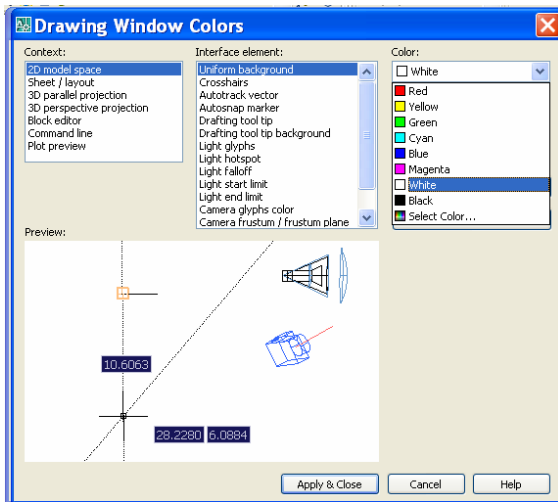 Drawing Window Colors
Context:
2D model space
Sheet / layout
3D parallel projection
3D perspective projection
Block editor
Command line
Plot preview
Interface element:
Uniform background
Crosshairs
Autotrack vector
Autosnap marker
Drafting tool tip
Drafting tool tip background
Light glyphs
Light hotspot
Light falloff
Light start limit
Light end limit
Camera glyphs color
Camera frustum / frustum plane
Color:
White
Red
Yellow
Green
Cyan
Blue
Magenta
White
Black
Select Color...
Preview:
10.6063
28.2280 6.0884
Apply & Close Cancel Help